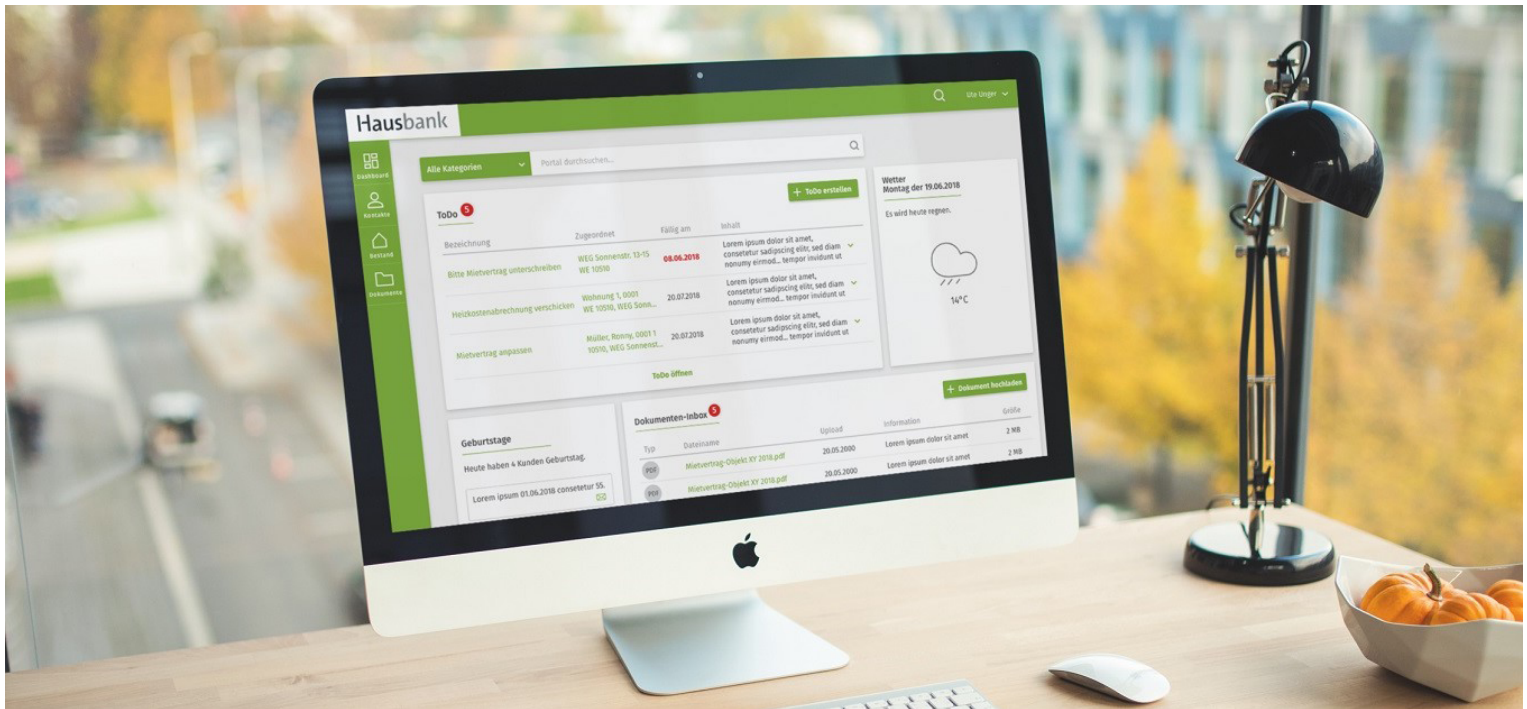 Hausbank
Ute Unger
Dashboard
Kontakte
Bestand
Dokumente
Alle Kategorien
Portal durchsuchen...
ToDo 5
+ ToDo erstellen
Bezeichnung Zugeordnet Fällig am Inhalt
Bitte Mietvertrag unterschreiben
WEG Sonnenstr. 13-15
WE 10510
08.06.2018
Lorem ipsum dolor sit amet,
consetetur sadipscing elitr, sed diam
nonumy eirmod... tempor invidunt ut
Heizkostenabrechnung verschicken
Wohnung 1, 0001
WE 10510, WEG Sonn...
20.07.2018
Lorem ipsum dolor sit amet,
consetetur sadipscing elitr, sed diam
nonumy eirmod... tempor invidunt ut
Mietvertrag anpassen
Müller, Ronny, 0001 1
10510, WEG Sonnenst...
20.07.2018
Lorem ipsum dolor sit amet,
consetetur sadipscing elitr, sed diam
nonumy eirmod... tempor invidunt ut
ToDo öffnen
Wetter
Montag der 19.06.2018
Es wird heute regnen.
14°C
Geburtstage
Heute haben 4 Kunden Geburtstag.
Lorem ipsum 01.06.2018 consetetur 55.
Dokumenten-Inbox 5
+ Dokument hochladen
Typ Dateiname Upload Information Größe
PDF Mietvertrag-Objekt XY 2018.pdf 20.05.2000 Lorem ipsum dolor sit amet 2 MB
PDF Mietvertrag-Objekt XY 2018.pdf 20.05.2000 Lorem ipsum dolor sit amet 2 MB